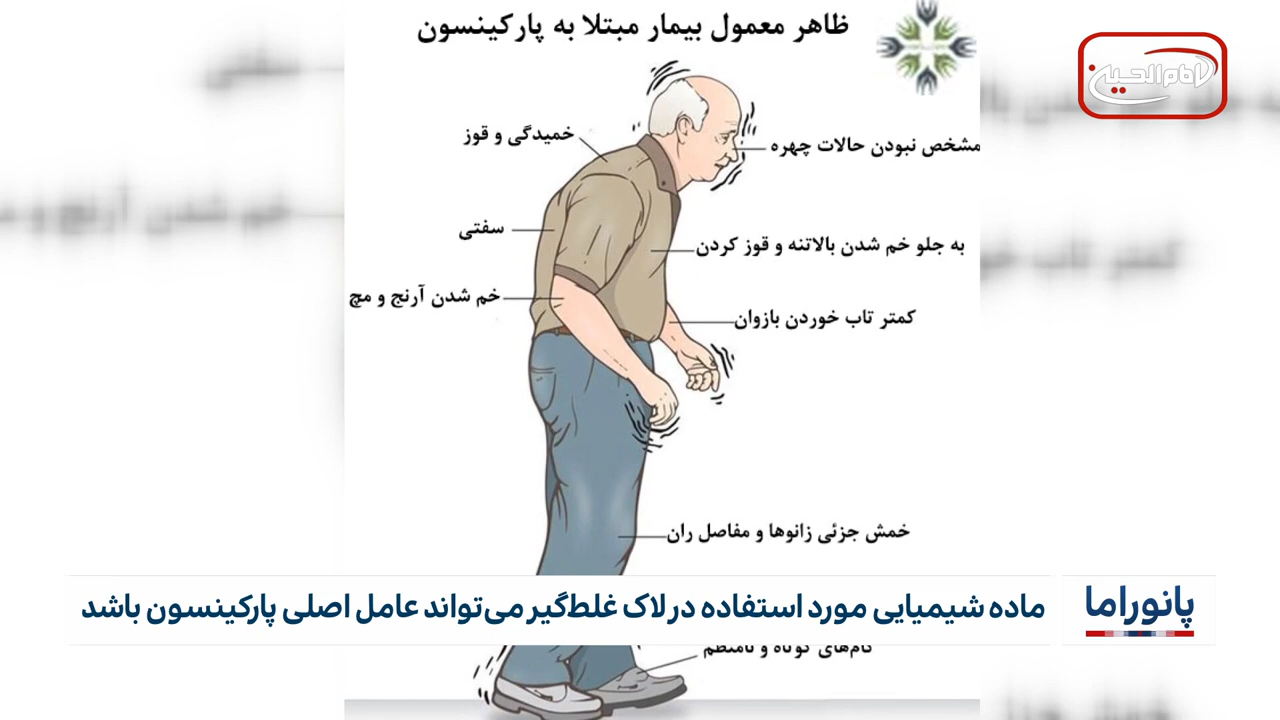 ظاهر معمول بیمار مبتلا به پارکینسون
امام الحسین
خمیدگی و قوز
مشخص نبودن حالات چهره
سفتی
به جلو خم شدن بالاتنه و قوز کردن
خم شدن آرنج و مچ
کمتر تاب خوردن بازوان
خمش جزئی زانوها و مفاصل ران
پانوراما
ماده شیمیایی مورد استفاده در لاک غلط‌گیر می‌تواند عامل اصلی پارکینسون باشد
گام‌های کوتاه و نامنظم